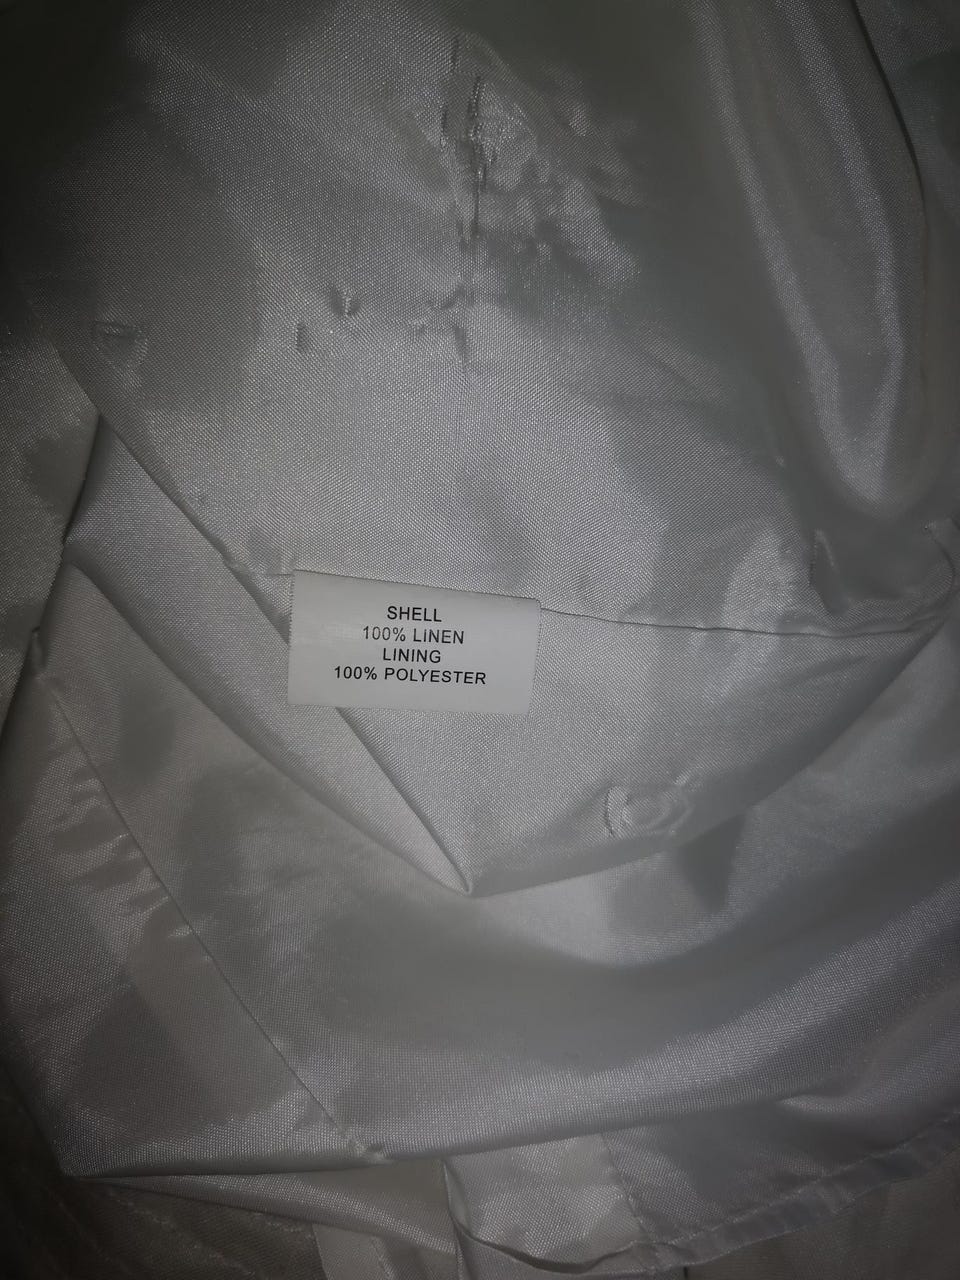 SHELL
100% LINEN
LINING
100% POLYESTER